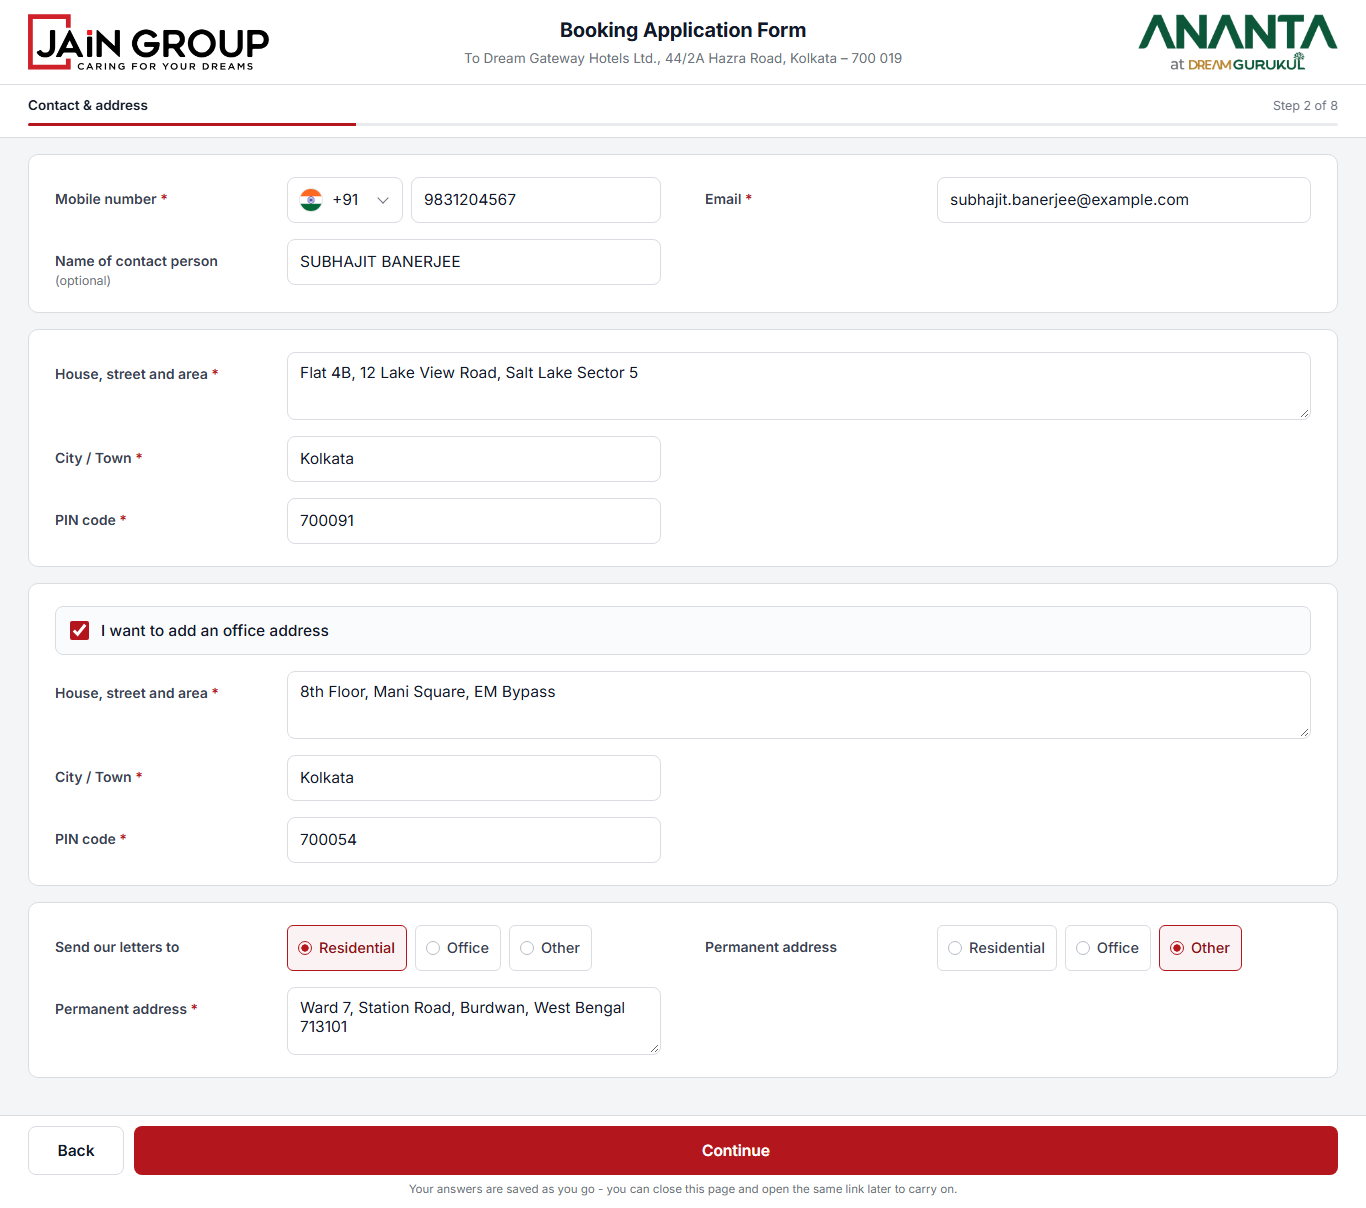 JAiN GROUP
CARING FOR YOUR DREAMS
Booking Application Form
To Dream Gateway Hotels Ltd., 44/2A Hazra Road, Kolkata – 700 019
ANANTA
at DREAM GURUKUL
Contact & address
Step 2 of 8
Mobile number *
+91
9831204567
Email *
subhajit.banerjee@example.com
Name of contact person
(optional)
SUBHAJIT BANERJEE
House, street and area *
Flat 4B, 12 Lake View Road, Salt Lake Sector 5
City / Town *
Kolkata
PIN code *
700091
I want to add an office address
House, street and area *
8th Floor, Mani Square, EM Bypass
City / Town *
Kolkata
PIN code *
700054
Send our letters to
Residential
Office
Other
Permanent address
Residential
Office
Other
Permanent address *
Ward 7, Station Road, Burdwan, West Bengal
713101
Back
Continue
Your answers are saved as you go - you can close this page and open the same link later to carry on.